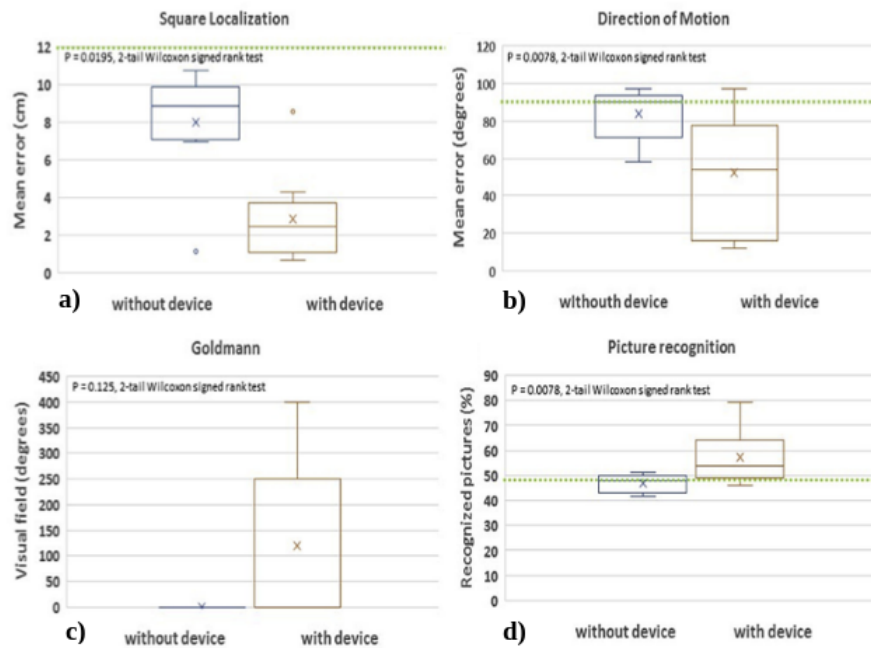 Square Localization
P = 0.0195, 2-tail Wilcoxon signed rank test
Mean error (cm)
12
10
8
6
4
2
0
a)
without device
with device
Direction of Motion
P = 0.0078, 2-tail Wilcoxon signed rank test
Mean error (degrees)
120
100
80
60
40
20
0
b)
wIthouth device
with device
Goldmann
P = 0.125, 2-tail Wilcoxon signed rank test
Visual field (degrees)
450
400
350
300
250
200
150
100
50
0
c)
without device
with device
Picture recognition
P = 0.0078, 2-tail Wilcoxon signed rank test
Recognized pictures (%)
90
80
70
60
50
40
30
20
10
0
d)
without device
with device